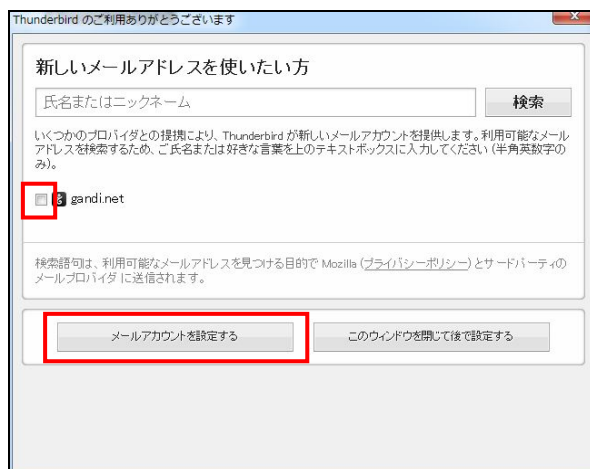 Thunderbird のご利用ありがとうございます
新しいメールアドレスを使いたい方
氏名またはニックネーム
検索
いくつかのプロバイダとの提携により、Thunderbird が新しいメールアカウントを提供します。利用可能なメール
アドレスを検索するため、ご氏名または好きな言葉を上のテキストボックスに入力してください (半角英数字の
み)。
gandi.net
検索語句は、利用可能なメールアドレスを見つける目的で Mozilla (プライバシーポリシー) とサードパーティの
メールプロバイダ に送信されます。
メールアカウントを設定する
このウィンドウを閉じて後で設定する